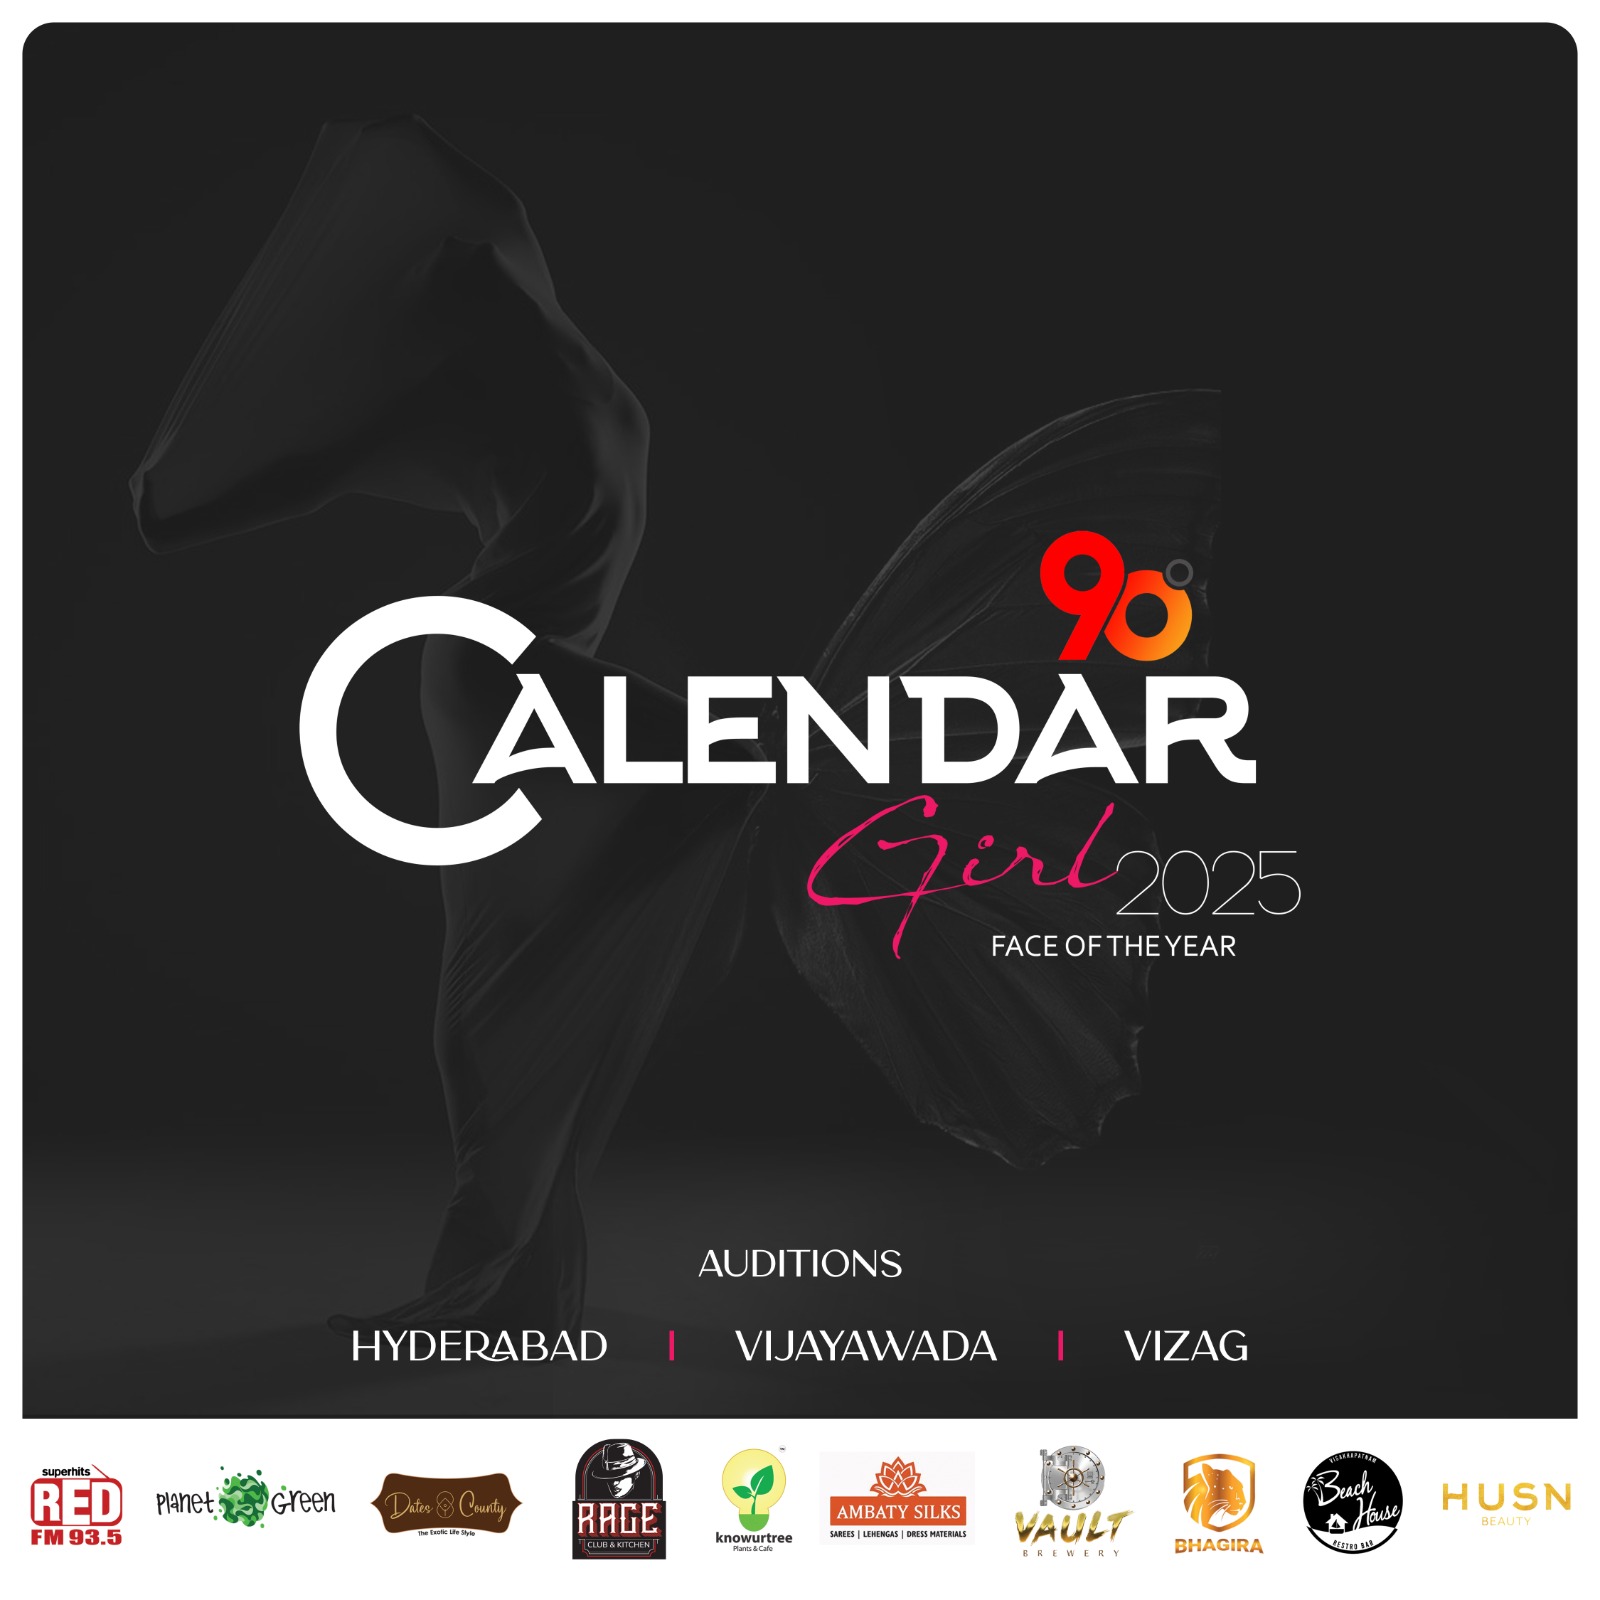 90°
CALENDAR
Girl 2025
FACE OF THE YEAR
AUDITIONS
HYDERABAD | VIJAYAWADA | VIZAG
superhits
RED
FM 93.5
Planet Green
Dates County
The Exotic Life Style
RAGE
CLUB & KITCHEN
knowurtree
Plants & Cafe
AMBATY SILKS
SAREES | LEHENGAS | DRESS MATERIALS
VAULT
BREWERY
BHAGIRA
VISAKHAPATNAM
Beach
House
RESTRO BAR
HUSN
BEAUTY